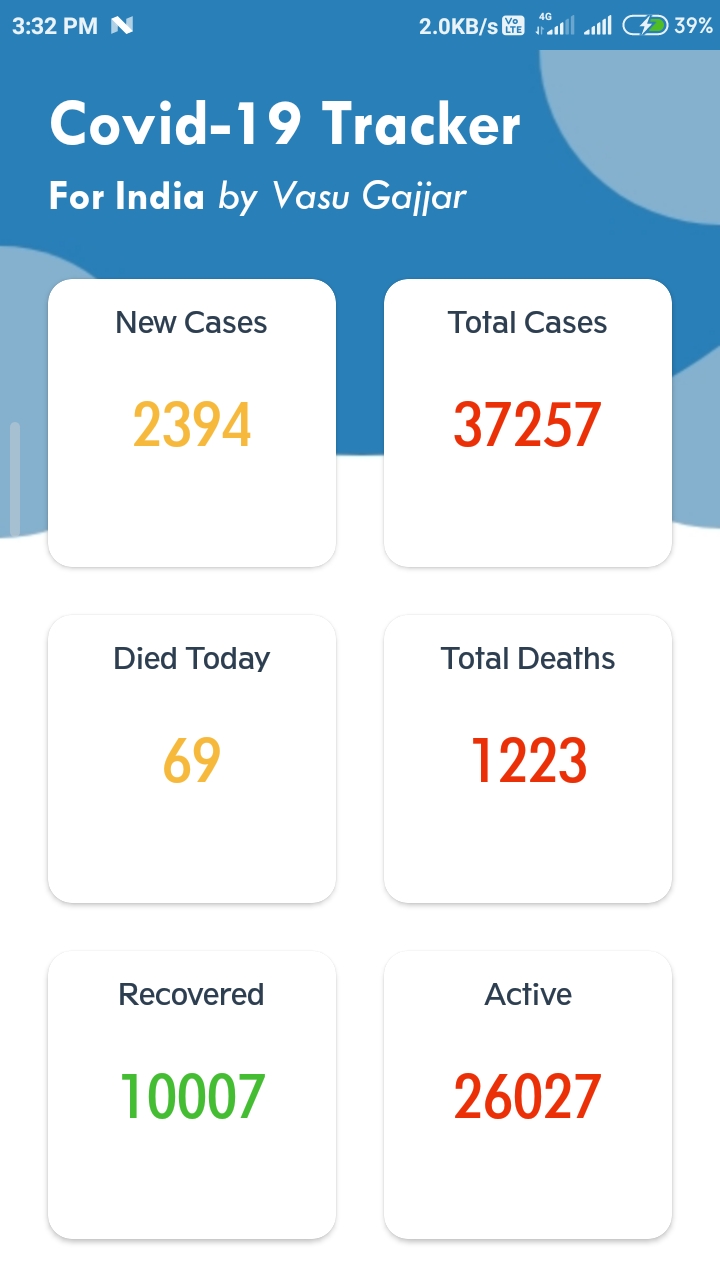 3:32 PM 2.0KB/s Vo LTE 4G 39%
Covid-19 Tracker
For India by Vasu Gajjar
New Cases Total Cases
2394 37257
Died Today Total Deaths
69 1223
Recovered Active
10007 26027